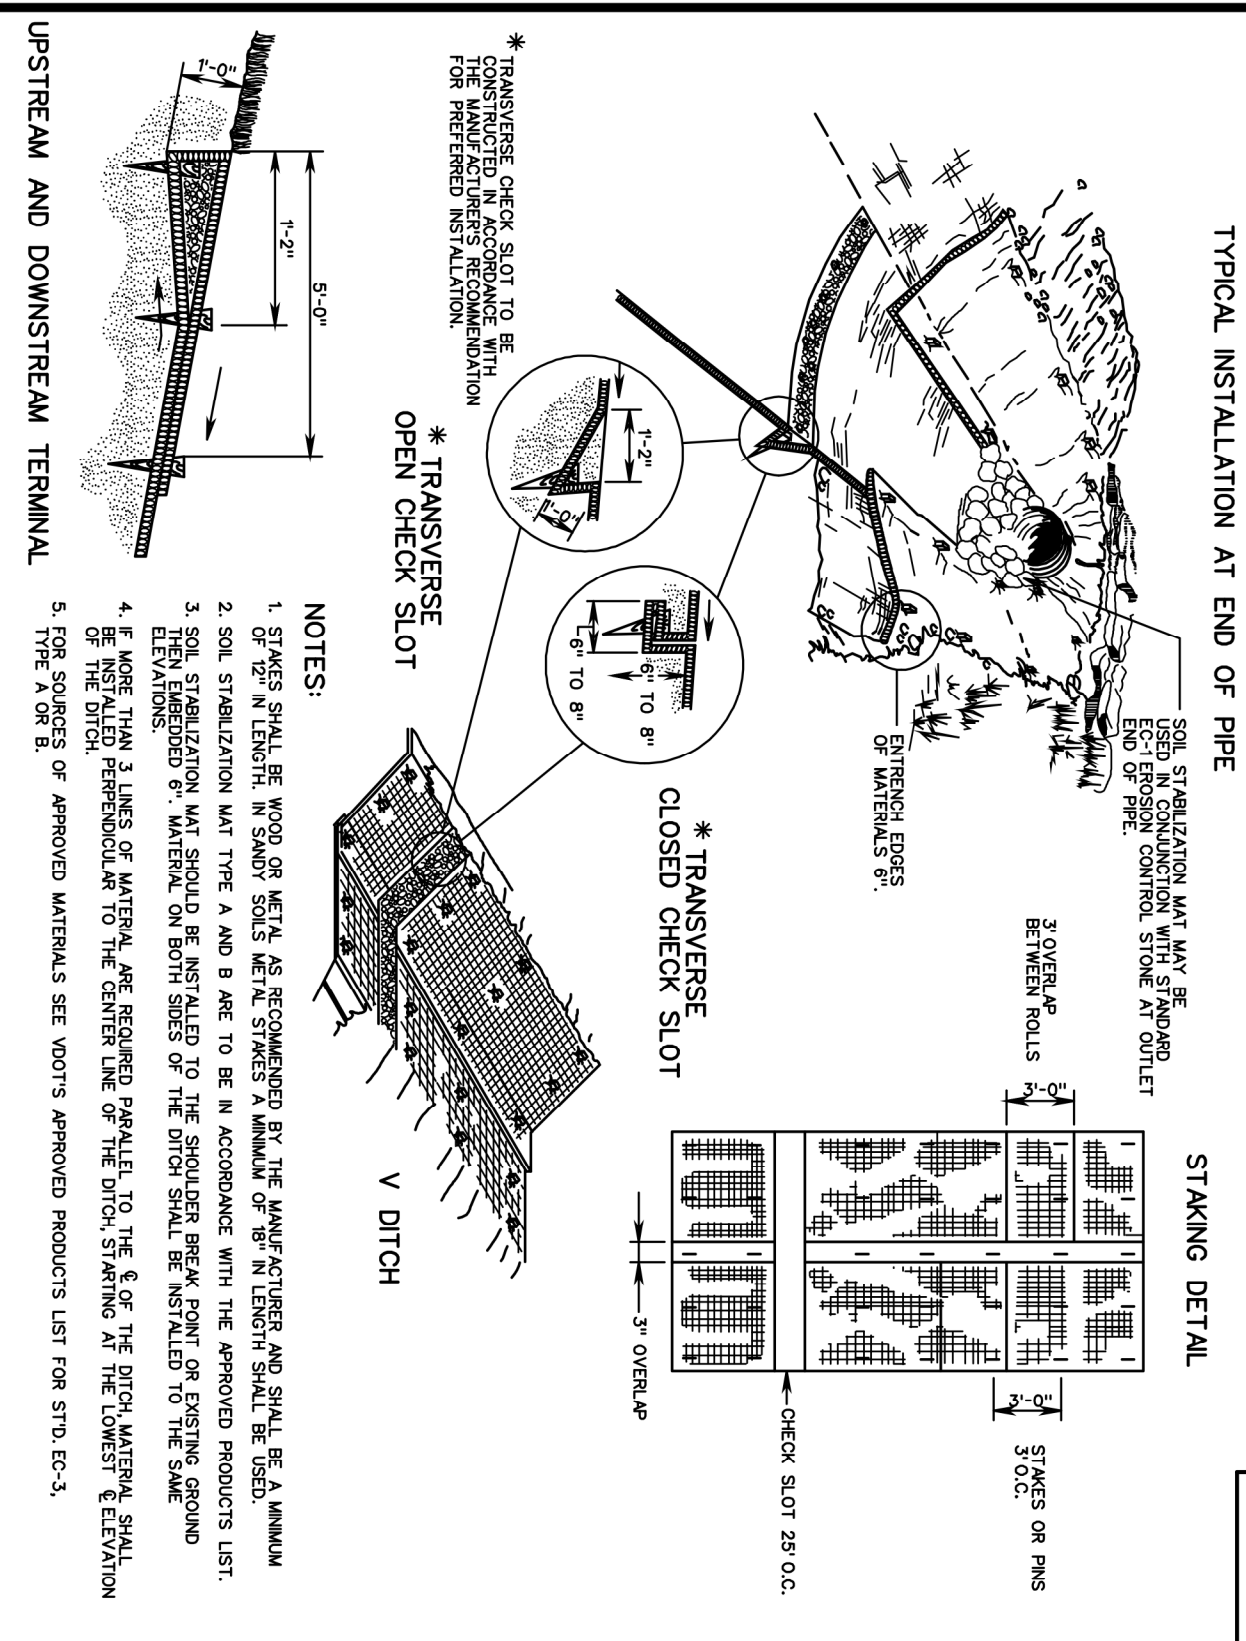 TYPICAL INSTALLATION AT END OF PIPE
SOIL STABILIZATION MAT MAY BE
USED IN CONJUNCTION WITH STANDARD
EC-1 EROSION CONTROL STONE AT OUTLET
END OF PIPE.
ENTRENCH EDGES
OF MATERIALS 6".
STAKING DETAIL
3' OVERLAP
BETWEEN ROLLS
3'-0"
3'-0"
STAKES OR PINS
3' O.C.
CHECK SLOT 25' O.C.
3" OVERLAP
* TRANSVERSE CHECK SLOT TO BE
CONSTRUCTED IN ACCORDANCE WITH
THE MANUFACTURER'S RECOMMENDATION
FOR PREFERRED INSTALLATION.
1'-2"
1'-0"
* TRANSVERSE
OPEN CHECK SLOT
6" TO 8"
6" TO 8"
* TRANSVERSE
CLOSED CHECK SLOT
V DITCH
1'-0"
1'-2"
5'-0"
UPSTREAM AND DOWNSTREAM TERMINAL
NOTES:
1. STAKES SHALL BE WOOD OR METAL AS RECOMMENDED BY THE MANUFACTURER AND SHALL BE A MINIMUM
OF 12" IN LENGTH. IN SANDY SOILS METAL STAKES A MINIMUM OF 18" IN LENGTH SHALL BE USED.
2. SOIL STABILIZATION MAT TYPE A AND B ARE TO BE IN ACCORDANCE WITH THE APPROVED PRODUCTS LIST.
3. SOIL STABILIZATION MAT SHOULD BE INSTALLED TO THE SHOULDER BREAK POINT OR EXISTING GROUND
THEN EMBEDDED 6". MATERIAL ON BOTH SIDES OF THE DITCH SHALL BE INSTALLED TO THE SAME
ELEVATIONS.
4. IF MORE THAN 3 LINES OF MATERIAL ARE REQUIRED PARALLEL TO THE ℄ OF THE DITCH, MATERIAL SHALL
BE INSTALLED PERPENDICULAR TO THE CENTER LINE OF THE DITCH, STARTING AT THE LOWEST ℄ ELEVATION
OF THE DITCH.
5. FOR SOURCES OF APPROVED MATERIALS SEE VDOT'S APPROVED PRODUCTS LIST FOR ST'D. EC-3,
TYPE A OR B.